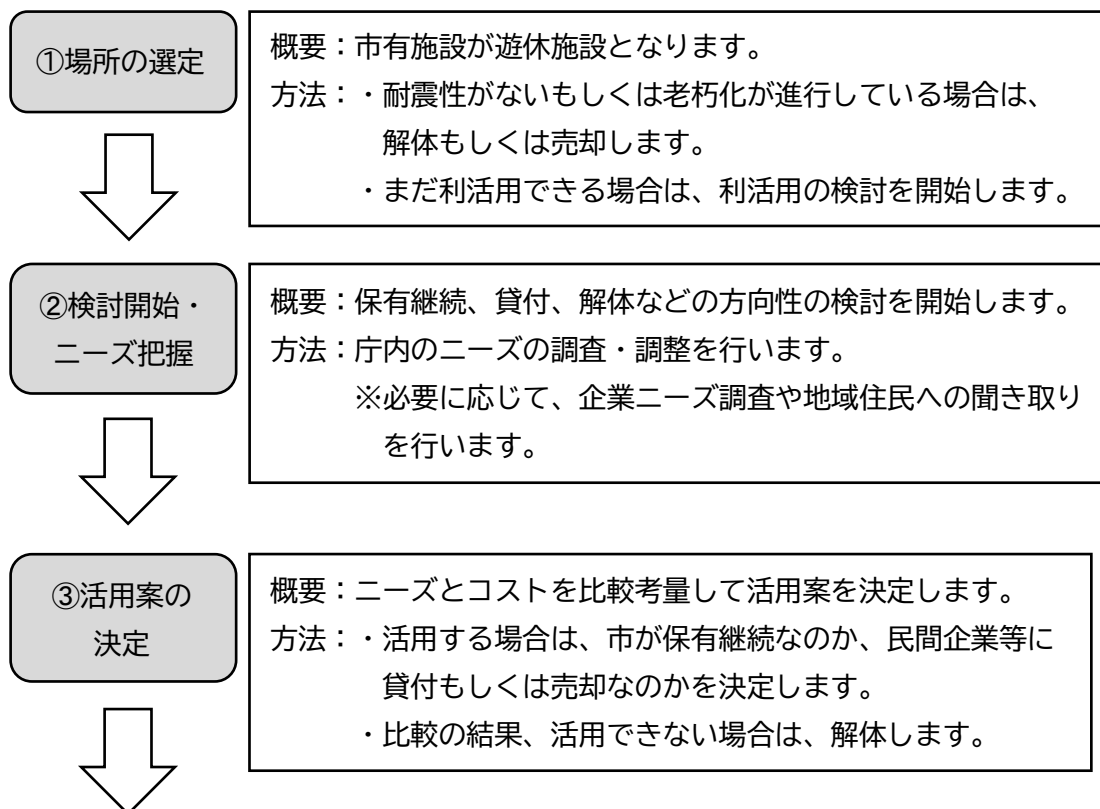 ①場所の選定
概要：市有施設が遊休施設となります。
方法：・耐震性がないもしくは老朽化が進行している場合は、
解体もしくは売却します。
・まだ利活用できる場合は、利活用の検討を開始します。
②検討開始・
ニーズ把握
概要：保有継続、貸付、解体などの方向性の検討を開始します。
方法：庁内のニーズの調査・調整を行います。
※必要に応じて、企業ニーズ調査や地域住民への聞き取り
を行います。
③活用案の
決定
概要：ニーズとコストを比較考量して活用案を決定します。
方法：・活用する場合は、市が保有継続なのか、民間企業等に
貸付もしくは売却なのかを決定します。
・比較の結果、活用できない場合は、解体します。